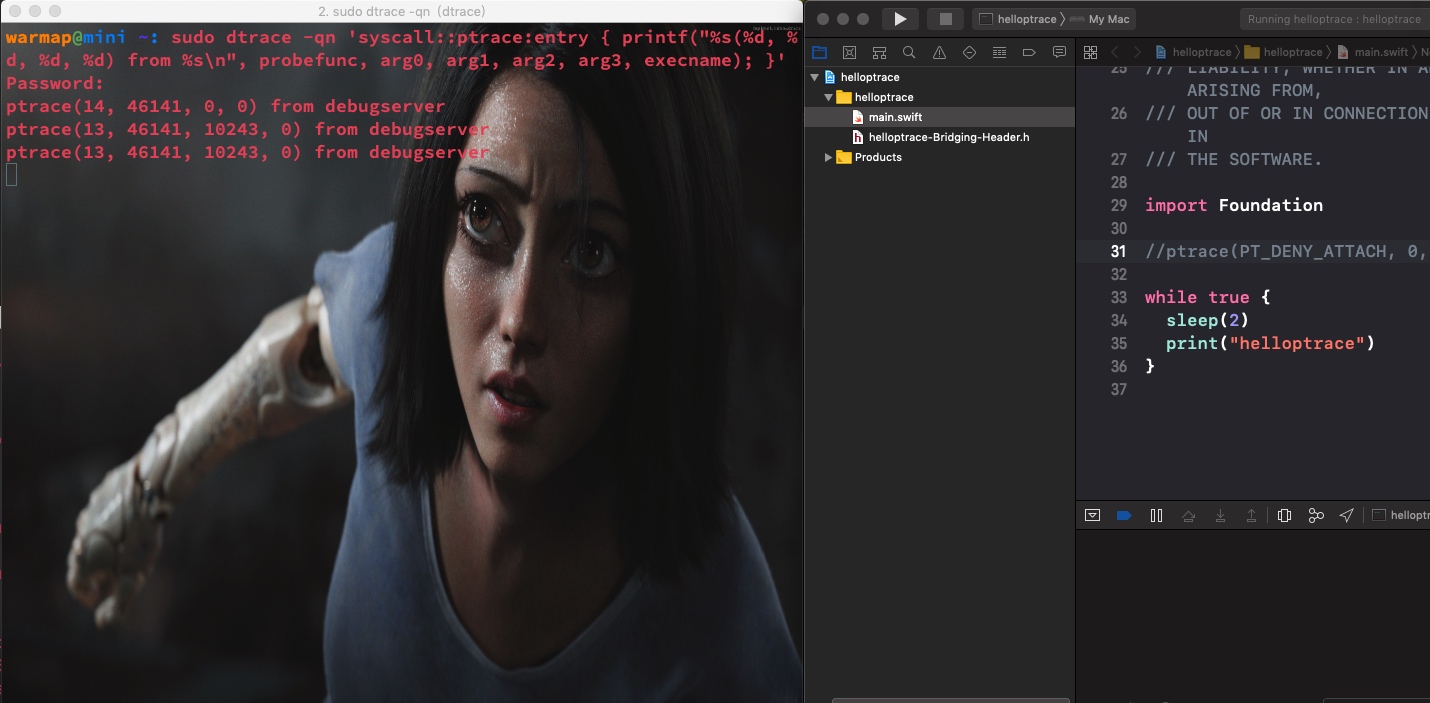 2. sudo dtrace -qn (dtrace)
warmap@mini ~: sudo dtrace -qn 'syscall::ptrace:entry { printf("%s(%d, %
d, %d, %d) from %s\n", probefunc, arg0, arg1, arg2, arg3, execname); }'
Password:
ptrace(14, 46141, 0, 0) from debugserver
ptrace(13, 46141, 10243, 0) from debugserver
ptrace(13, 46141, 10243, 0) from debugserver
helloptrace 〉 My Mac
Running helloptrace : helloptrace
helloptrace
helloptrace
main.swift
helloptrace-Bridging-Header.h
Products
helloptrace 〉 helloptrace 〉 main.swift 〉
25 /// LIABILITY, WHETHER IN
ARISING FROM,
26 /// OUT OF OR IN CONNECTION
IN
27 /// THE SOFTWARE.
28
29 import Foundation
30
31 //ptrace(PT_DENY_ATTACH, 0,
32
33 while true {
34 sleep(2)
35 print("helloptrace")
36 }
37